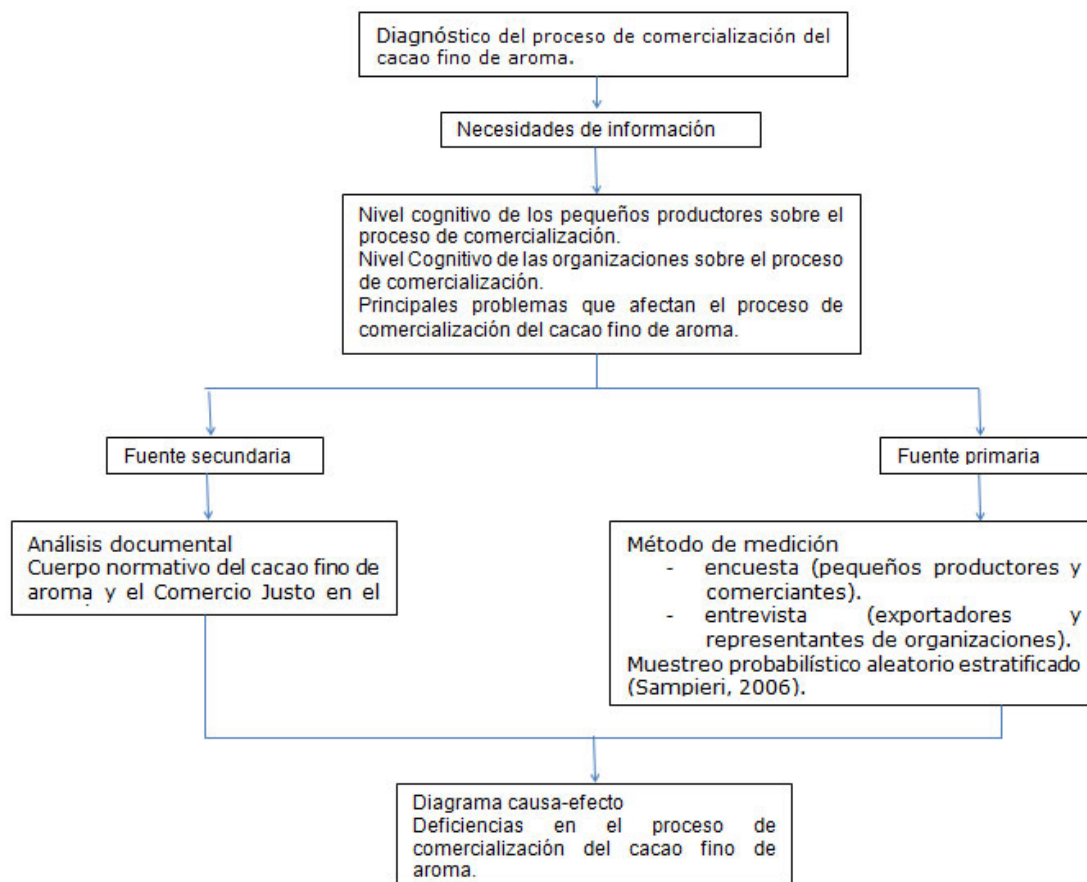 Diagnóstico del proceso de comercialización del
cacao fino de aroma.
Necesidades de información
Nivel cognitivo de los pequeños productores sobre el
proceso de comercialización.
Nivel Cognitivo de las organizaciones sobre el proceso
de comercialización.
Principales problemas que afectan el proceso de
comercialización del cacao fino de aroma.
Fuente secundaria
Fuente primaria
Análisis documental
Cuerpo normativo del cacao fino de
aroma y el Comercio Justo en el
Método de medición
- encuesta (pequeños productores y
comerciantes).
- entrevista (exportadores y
representantes de organizaciones).
Muestreo probabilístico aleatorio estratificado
(Sampieri, 2006).
Diagrama causa-efecto
Deficiencias en el proceso de
comercialización del cacao fino de
aroma.